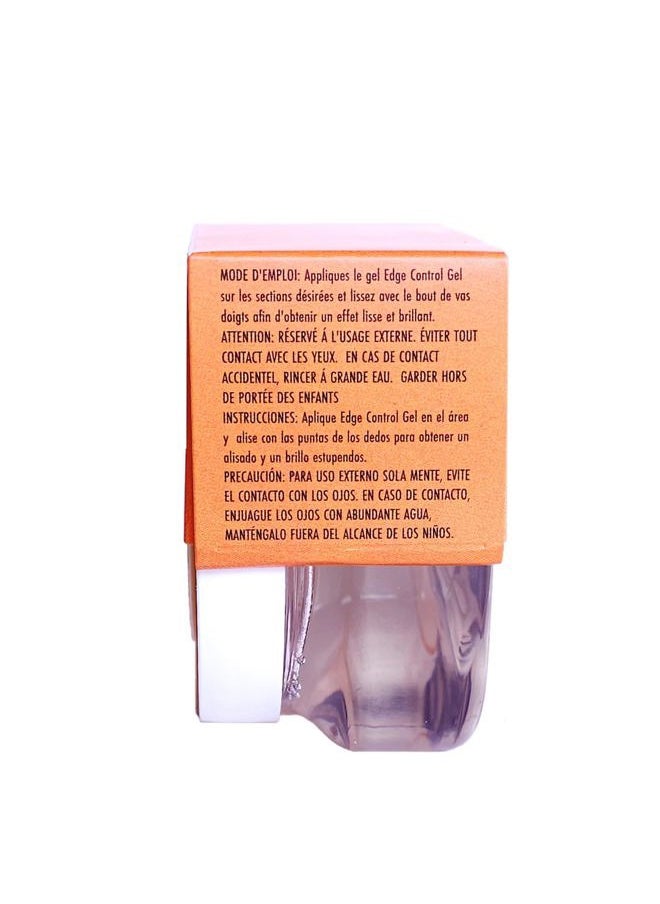 MODE D'EMPLOI: Appliques le gel Edge Control Gel
sur les sections désirées et lissez avec le bout de vas
doigts afin d'obtenir un effet lisse et brillant.
ATTENTION: RÉSERVÉ Á L'USAGE EXTERNE. ÉVITER TOUT
CONTACT AVEC LES YEUX. EN CAS DE CONTACT
ACCIDENTEL, RINCER Á GRANDE EAU. GARDER HORS
DE PORTÉE DES ENFANTS
INSTRUCCIONES: Aplique Edge Control Gel en el área
y alise con las puntas de los dedos para obtener un
alisado y un brillo estupendos.
PRECAUCIÓN: PARA USO EXTERNO SOLA MENTE, EVITE
EL CONTACTO CON LOS OJOS. EN CASO DE CONTACTO,
ENJUAGUE LOS OJOS CON ABUNDANTE AGUA,
MANTÉNGALO FUERA DEL ALCANCE DE LOS NIÑOS.